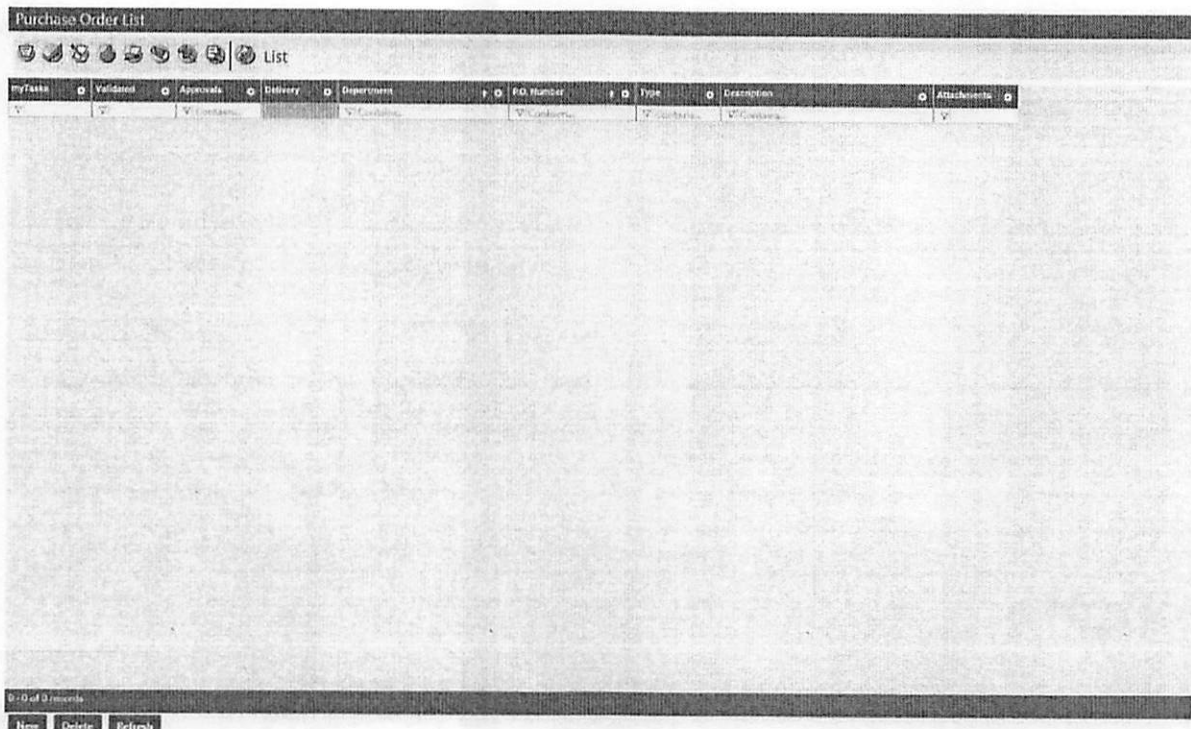 Purchase Order List
List
myTasks Validated Approvals Delivery Department P.O. Number Type Description Attachments
Contains... Contains... Contains... Contains... Contains...
0 - 0 of 0 records
New Delete Refresh